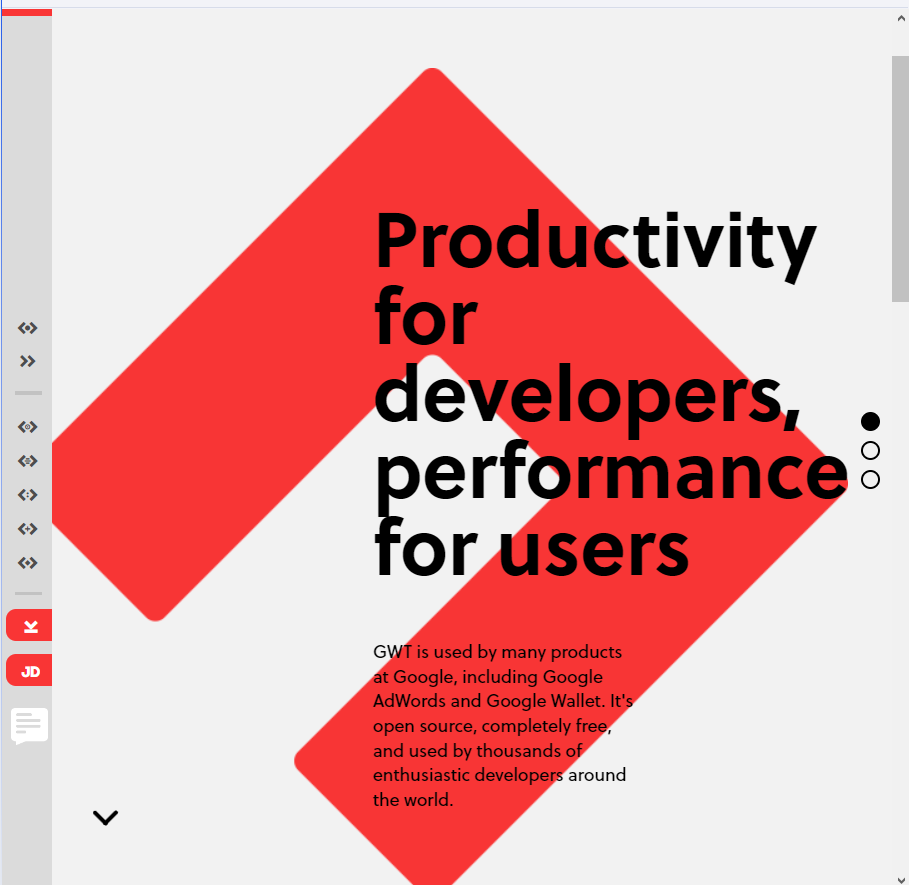 Productivity
for
developers,
performance
for users
GWT is used by many products
at Google, including Google
AdWords and Google Wallet. It's
open source, completely free,
and used by thousands of
enthusiastic developers around
the world.
JD